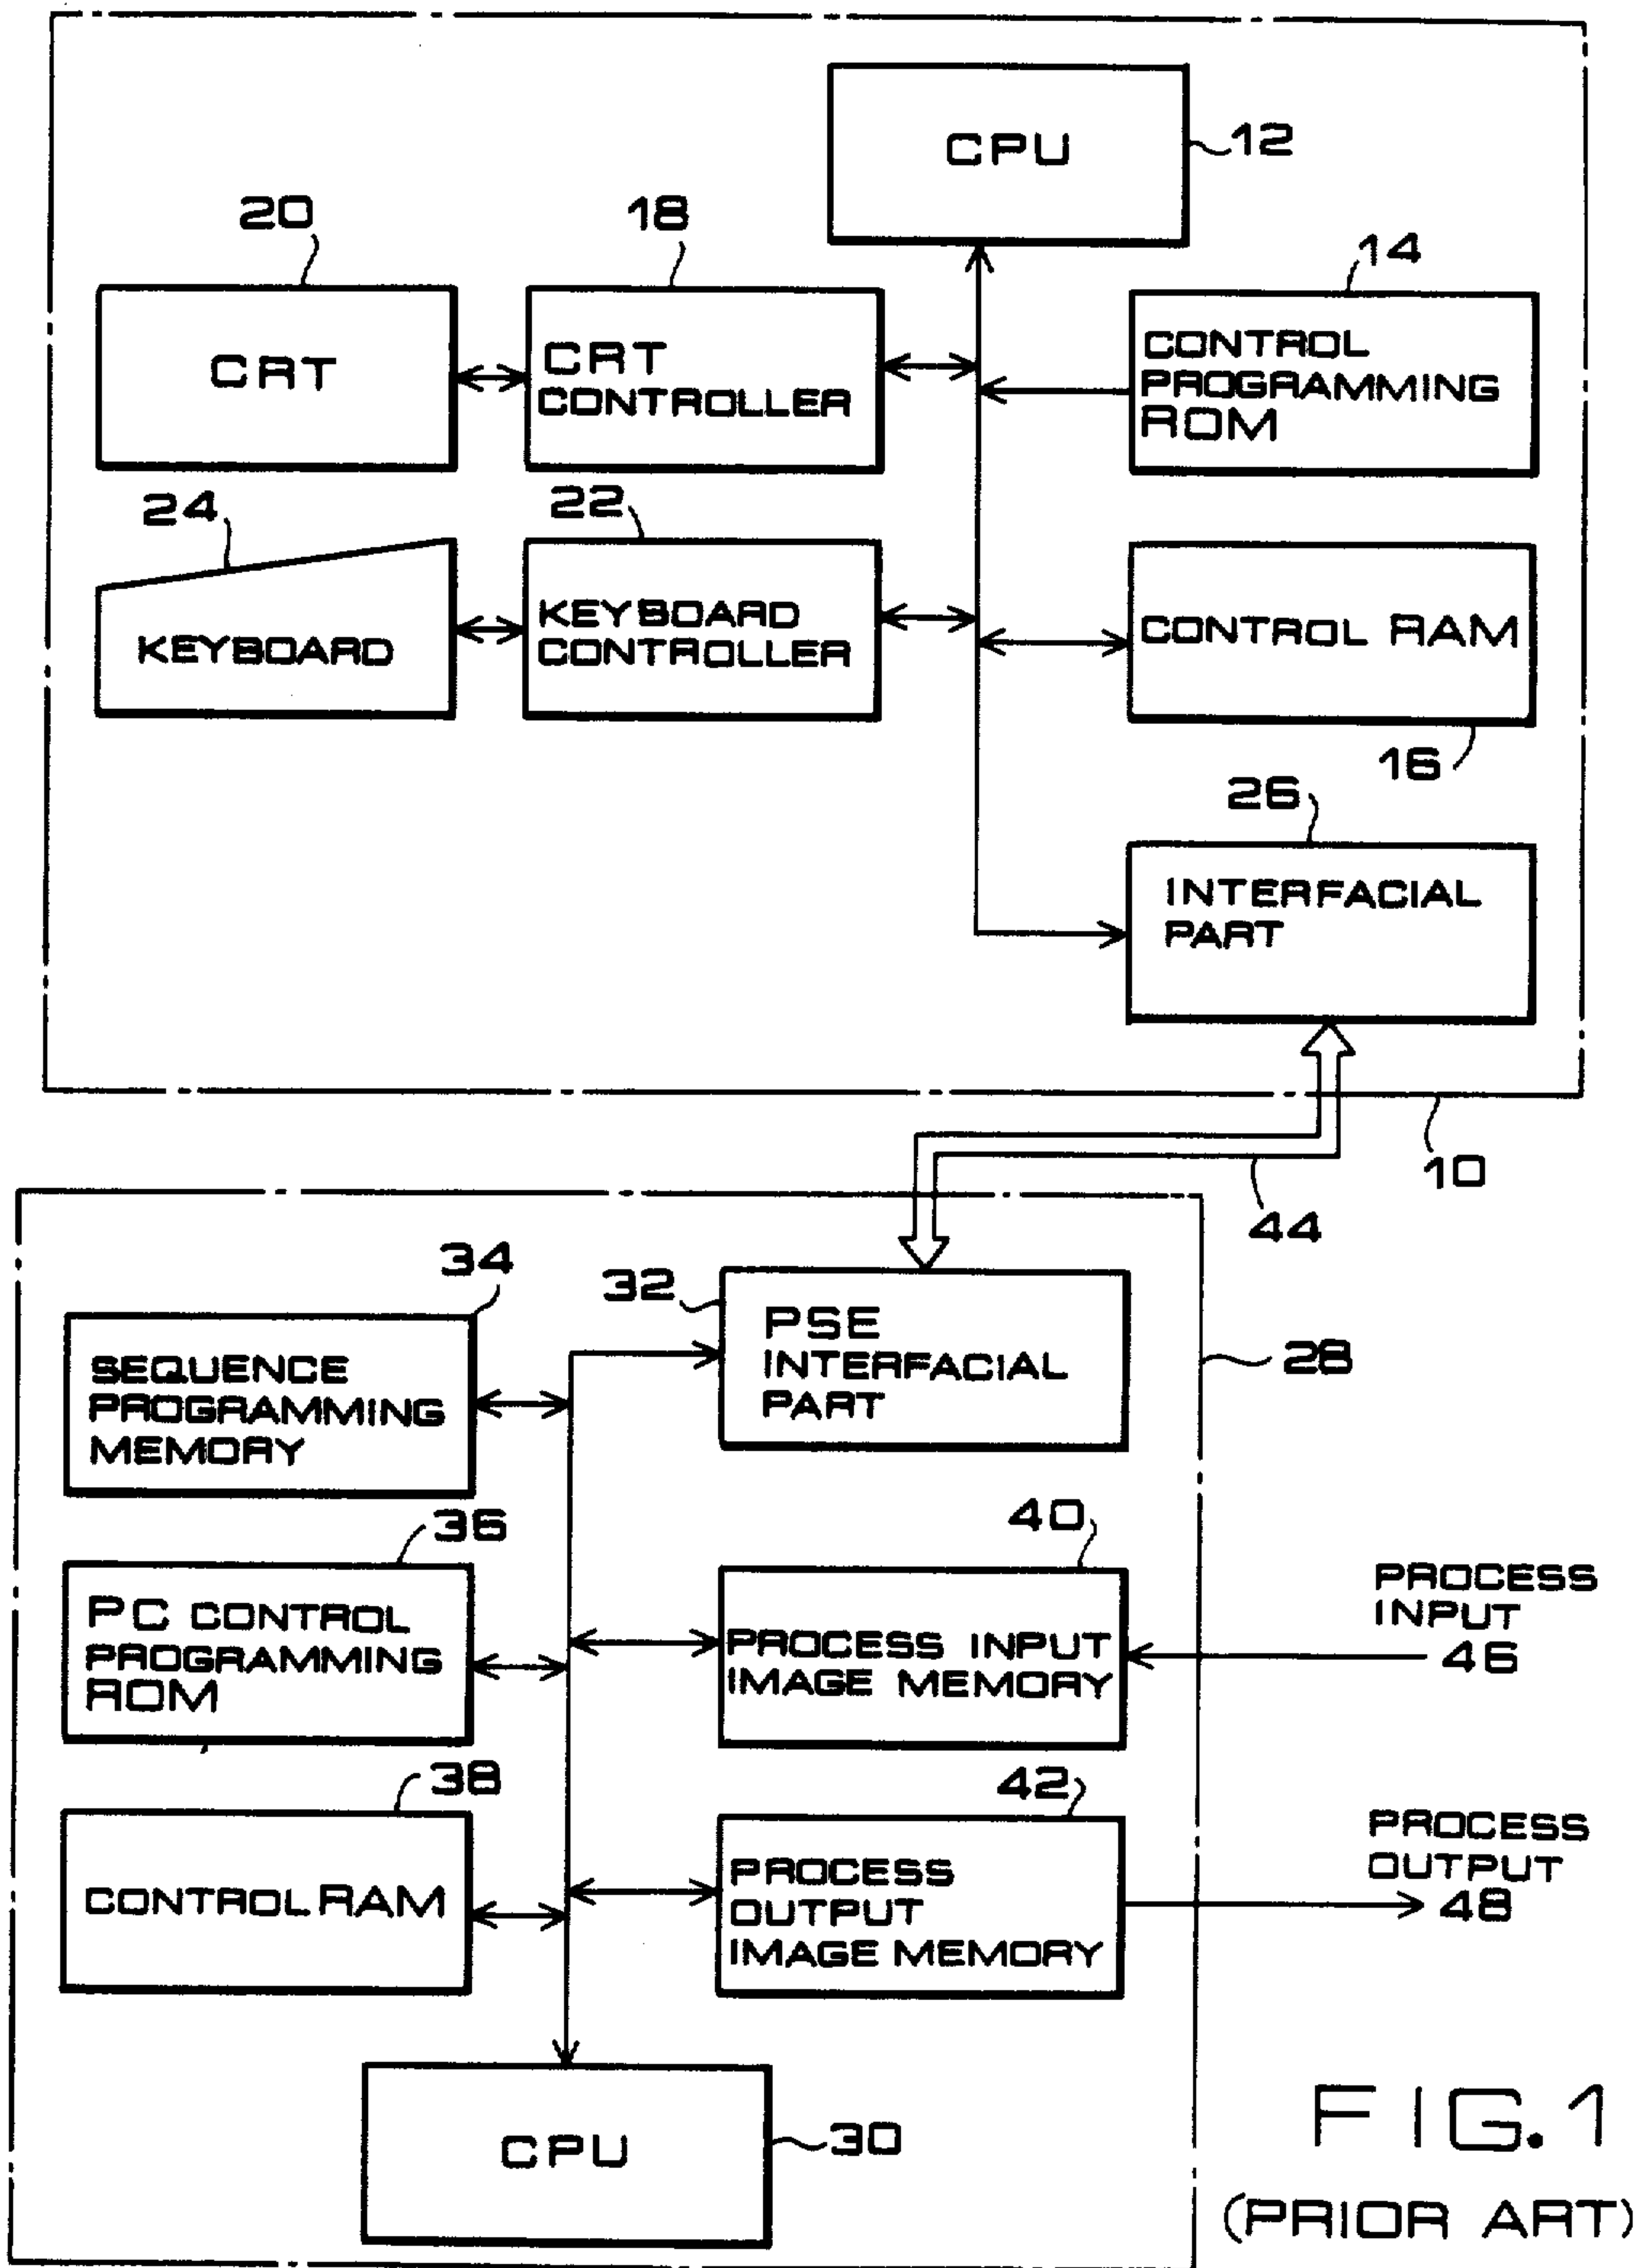 CPU
12
20
18
14
CRT
CRT
CONTROLLER
CONTROL
PROGRAMMING
ROM
24
22
KEYBOARD
KEYBOARD
CONTROLLER
CONTROL RAM
16
26
INTERFACIAL
PART
10
44
34
32
PSE
INTERFACIAL
PART
28
SEQUENCE
PROGRAMMING
MEMORY
36
40
PC CONTROL
PROGRAMMING
ROM
PROCESS INPUT
IMAGE MEMORY
PROCESS
INPUT
46
38
42
CONTROL RAM
PROCESS
OUTPUT
IMAGE MEMORY
PROCESS
OUTPUT
48
CPU
30
FIG. 1
(PRIOR ART)